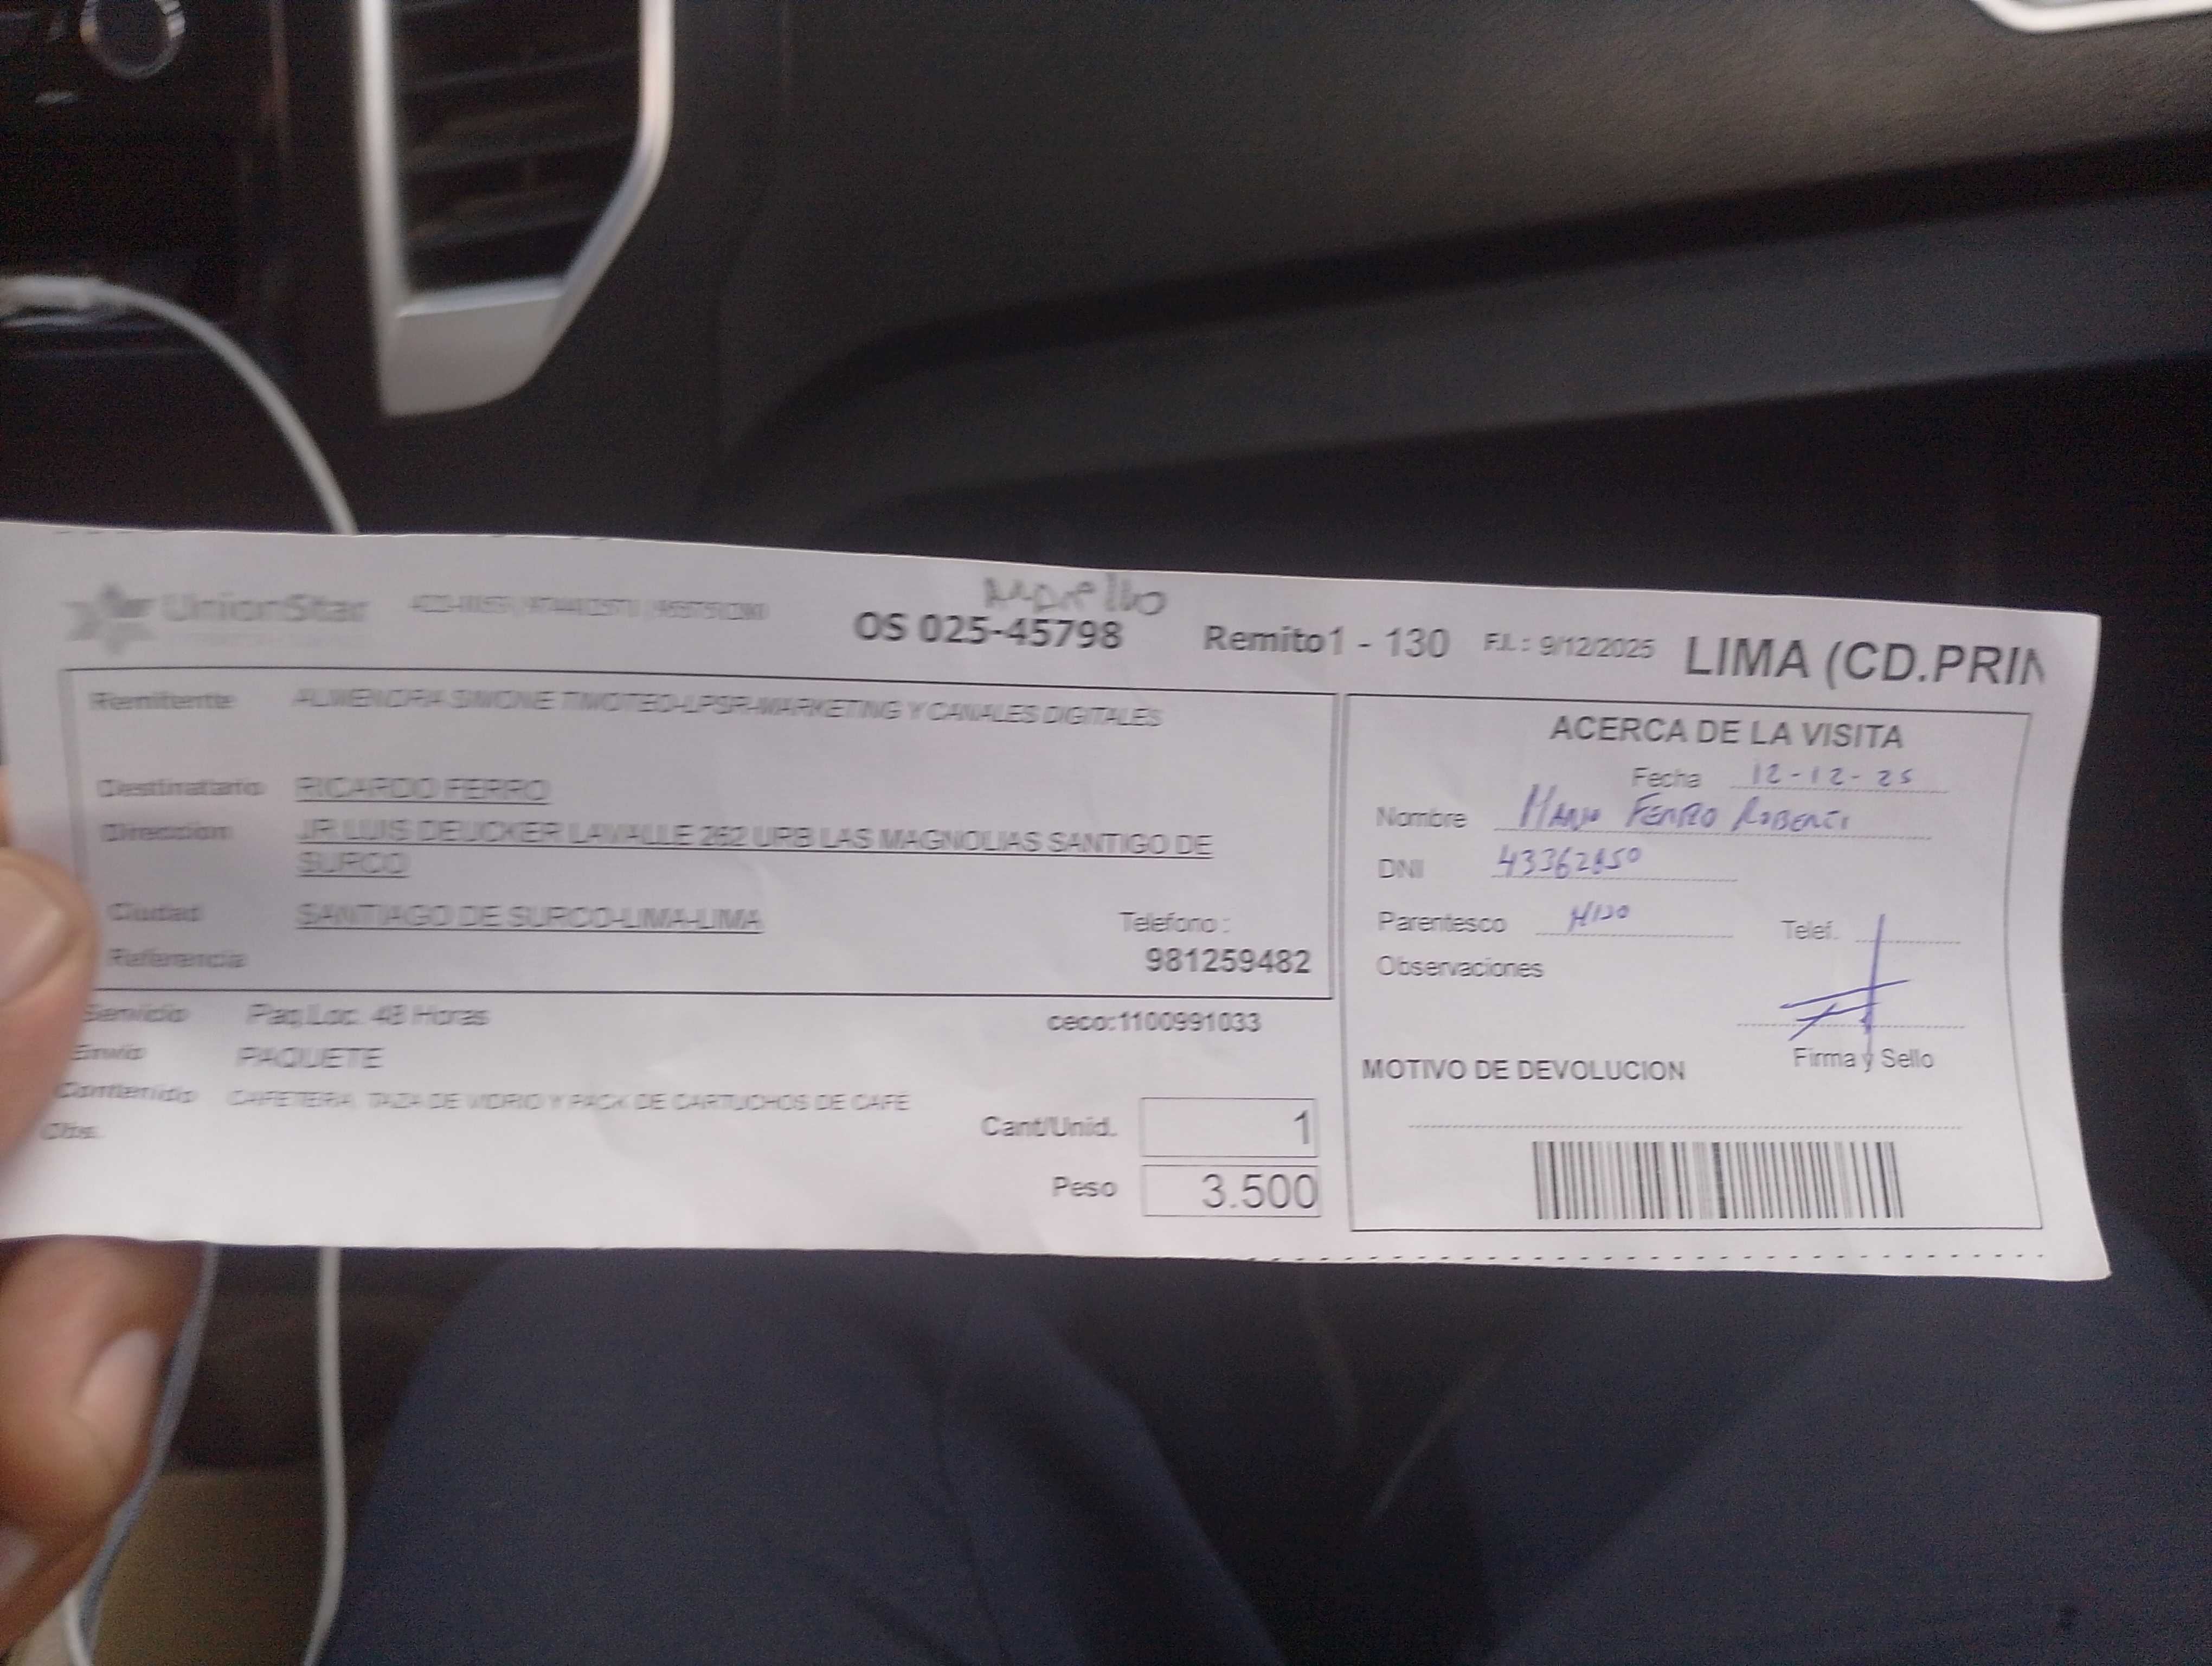 UnionStar
OS 025-45798 Remito1 - 130 F.I. : 9/12/2025 LIMA (CD.PRIN
Remitente ALMENDRA SIMONE TIMOTEO-LPSR-MARKETING Y CANALES DIGITALES
Destinatario RICARDO FERRO
Direccion JR LUIS DEUCKER LAVALLE 262 URB LAS MAGNOLIAS SANTIGO DE
SURCO
Ciudad SANTIAGO DE SURCO-LIMA-LIMA Telefono :
Referencia 981259482
Servicio Paq.Loc. 48 Horas ceco:1100991033
Envio PAQUETE
Contenido CAFETERA, TAZA DE VIDRIO Y PACK DE CARTUCHOS DE CAFE
Obs.
Cant/Unid. 1
Peso 3.500
ACERCA DE LA VISITA
Fecha 12-12-25
Nombre Ferro
DNI
Parentesco HIJO Telef.
Observaciones
Firma y Sello
MOTIVO DE DEVOLUCION